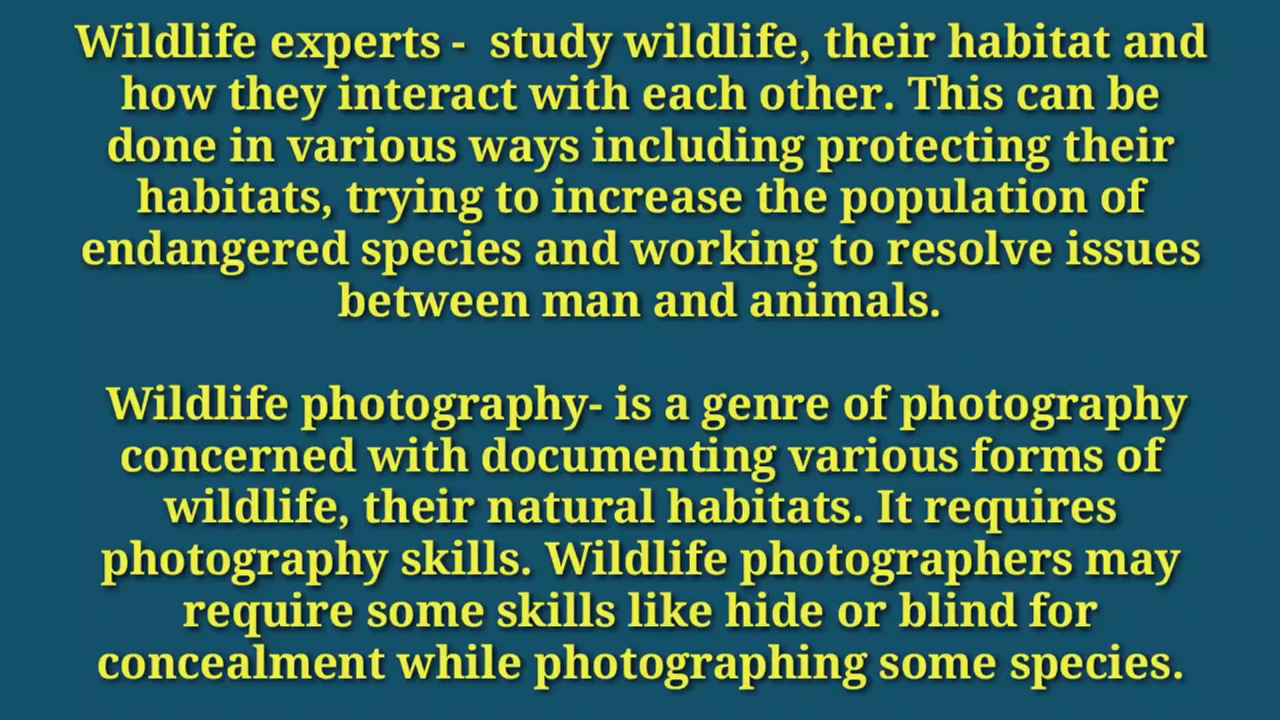 Wildlife experts -  study wildlife, their habitat and
how they interact with each other. This can be
done in various ways including protecting their
habitats, trying to increase the population of
endangered species and working to resolve issues
between man and animals.
Wildlife photography- is a genre of photography
concerned with documenting various forms of
wildlife, their natural habitats. It requires
photography skills. Wildlife photographers may
require some skills like hide or blind for
concealment while photographing some species.